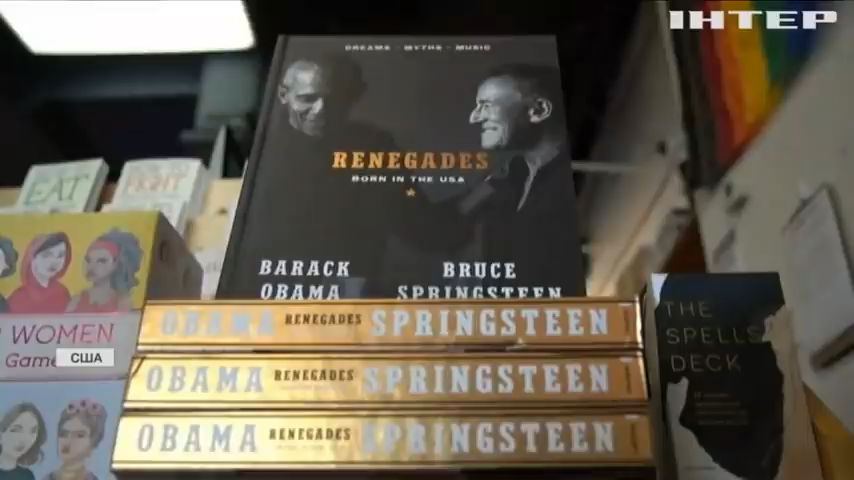 ІНТЕР
DREAMS · MYTHS · MUSIC
RENEGADES
BORN IN THE USA
BARACK
OBAMA
BRUCE
SPRINGSTEEN
EAT
FIGHT
WOMEN
Game
США
OBAMA RENEGADES SPRINGSTEEN
OBAMA RENEGADES SPRINGSTEEN
OBAMA RENEGADES SPRINGSTEEN
THE
SPELLS
DECK